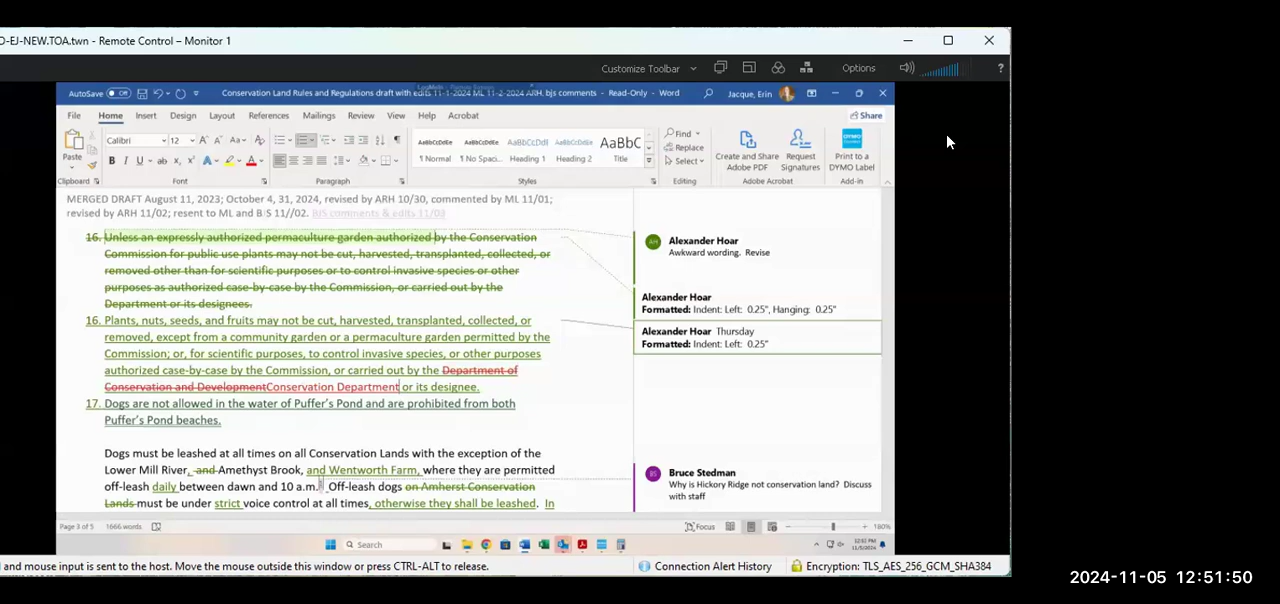 O-EJ-NEW.TOA.twn - Remote Control – Monitor 1
Customize Toolbar
Options
?
AutoSave Off
Conservation Land Rules and Regulations draft with edits 11-1-2024 ML 11-2-2024 ARH. bjs comments - Read-Only - Word
Jacque, Erin
File Home Insert Design Layout References Mailings Review View Help Acrobat
Share
Paste
Calibri
12
B I U ab x₂ x²
AaBbCcDdEe AaBbCcDdEe AaBbCcDd AaBbCcDdEe AaBbC
1 Normal 1 No Spaci... Heading 1 Heading 2 Title
Find
Replace
Select
Create and Share Adobe PDF
Request Signatures
Print to a DYMO Label
Clipboard Font Paragraph Styles Editing Adobe Acrobat Add-in
MERGED DRAFT August 11, 2023; October 4, 31, 2024, revised by ARH 10/30, commented by ML 11/01;
revised by ARH 11/02; resent to ML and BJS 11//02. BJS comments & edits 11/03
16. Unless an expressly authorized permaculture garden authorized by the Conservation
Commission for public use plants may not be cut, harvested, transplanted, collected, or
removed other than for scientific purposes or to control invasive species or other
purposes as authorized case-by-case by the Commission, or carried out by the
Department or its designees.
16. Plants, nuts, seeds, and fruits may not be cut, harvested, transplanted, collected, or
removed, except from a community garden or a permaculture garden permitted by the
Commission; or, for scientific purposes, to control invasive species, or other purposes
authorized case-by-case by the Commission, or carried out by the Department of
Conservation and DevelopmentConservation Department or its designee.
17. Dogs are not allowed in the water of Puffer's Pond and are prohibited from both
Puffer's Pond beaches.
Dogs must be leashed at all times on all Conservation Lands with the exception of the
Lower Mill River, and Amethyst Brook, and Wentworth Farm, where they are permitted
off-leash daily between dawn and 10 a.m. Off-leash dogs on Amherst Conservation
Lands must be under strict voice control at all times, otherwise they shall be leashed. In
AH
Alexander Hoar
Awkward wording. Revise
Alexander Hoar
Formatted: Indent: Left: 0.25", Hanging: 0.25"
Alexander Hoar Thursday
Formatted: Indent: Left: 0.25"
BS
Bruce Stedman
Why is Hickory Ridge not conservation land? Discuss
with staff
Page 3 of 5 1666 words
Focus
180%
Search
12:52 PM
11/5/2024
l and mouse input is sent to the host. Move the mouse outside this window or press CTRL-ALT to release.
Connection Alert History
Encryption: TLS_AES_256_GCM_SHA384
2024-11-05 12:51:50